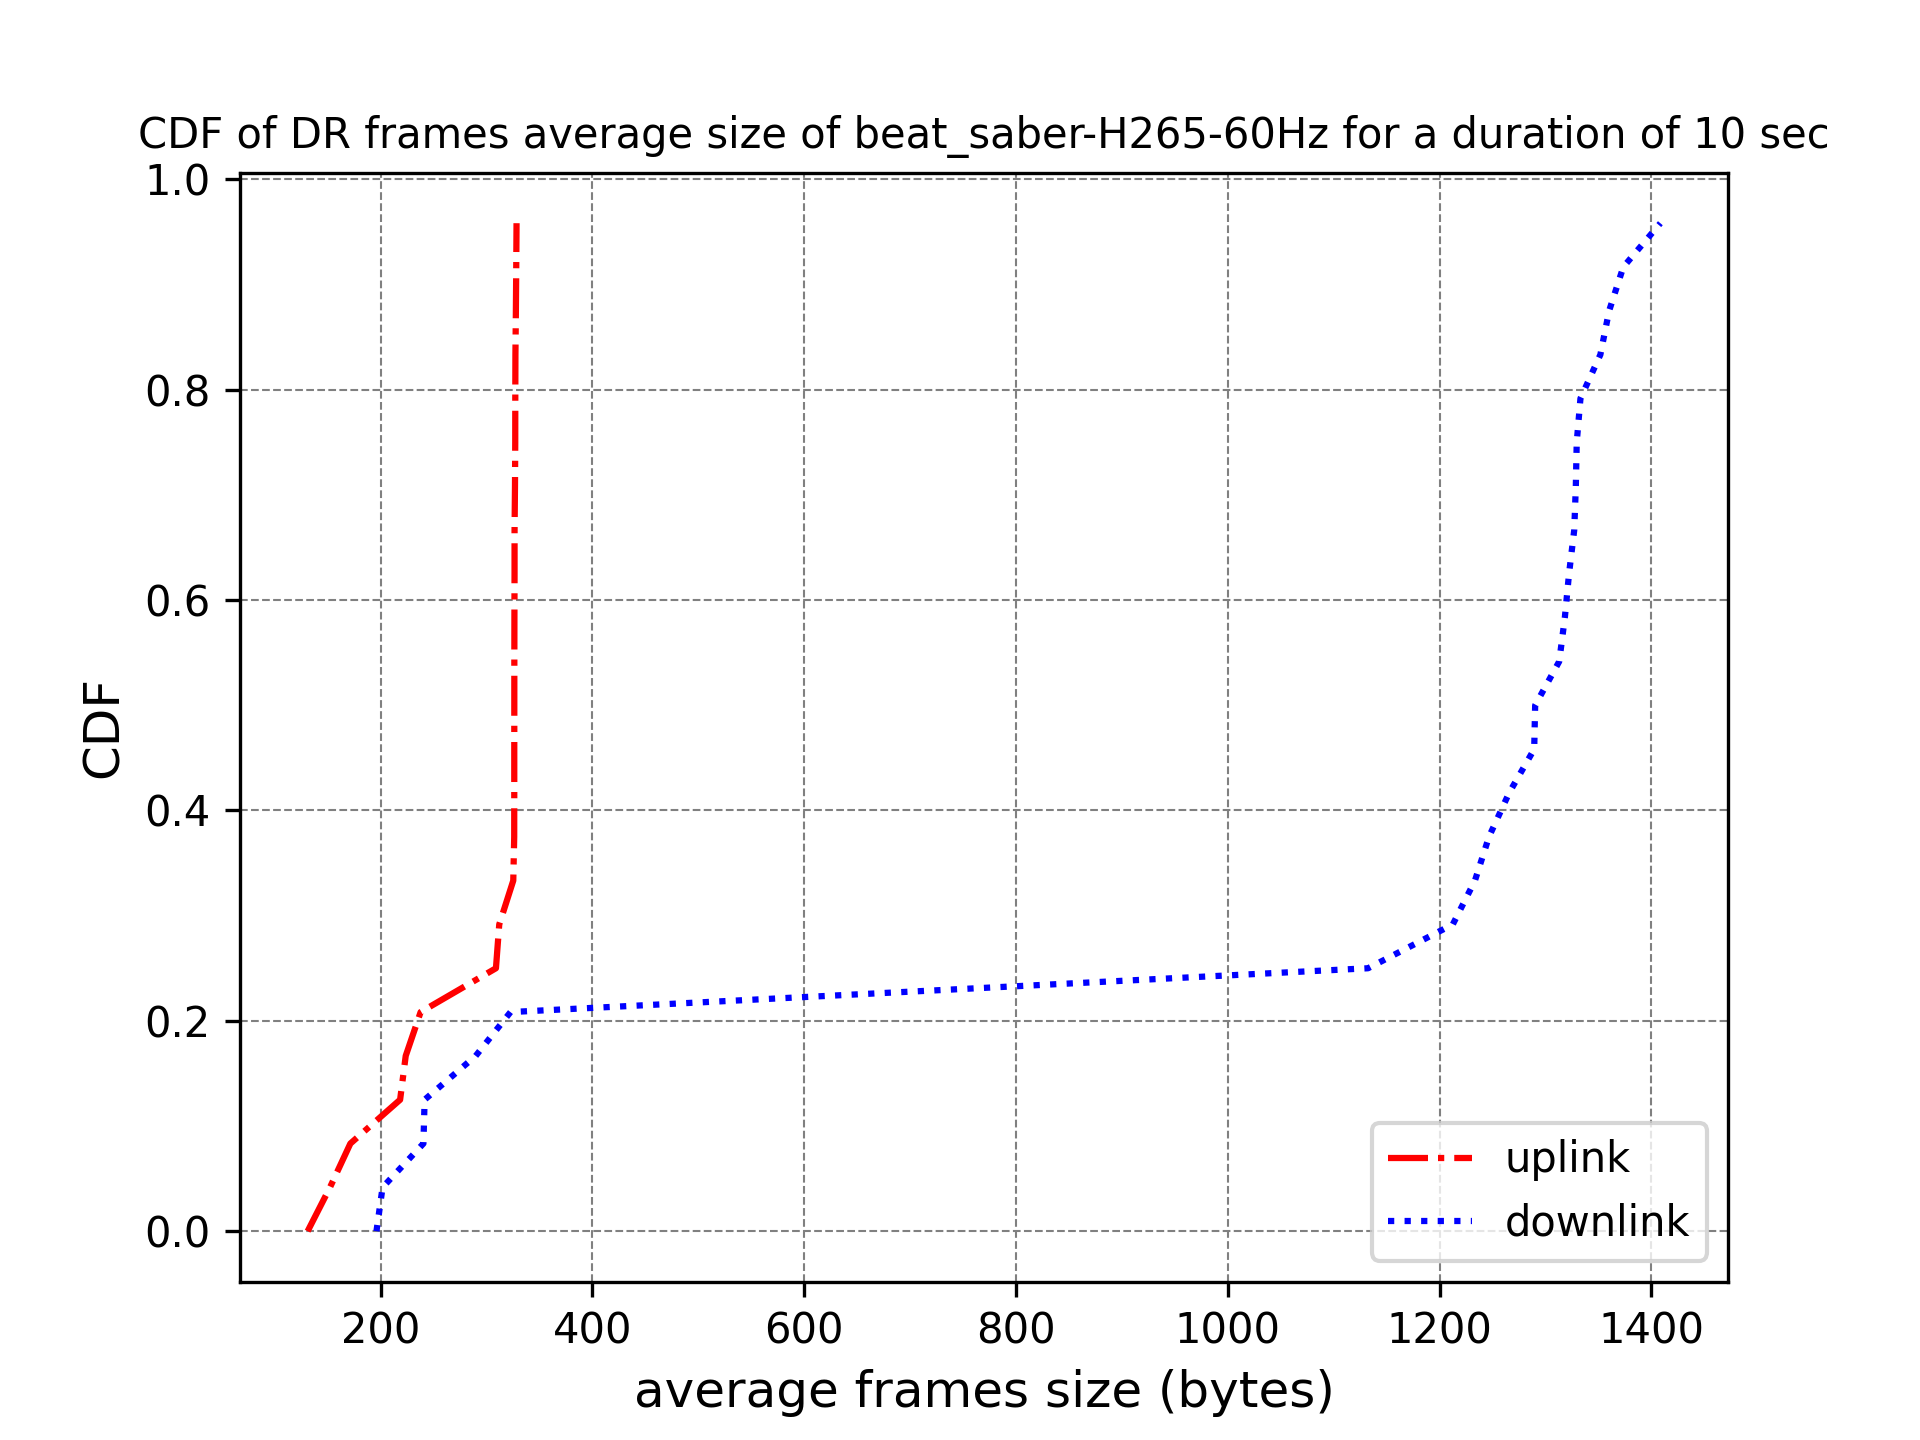 CDF of DR frames average size of beat_saber-H265-60Hz for a duration of 10 sec
1.0
0.8
0.6
0.4
0.2
0.0
CDF
uplink
downlink
200 400 600 800 1000 1200 1400
average frames size (bytes)